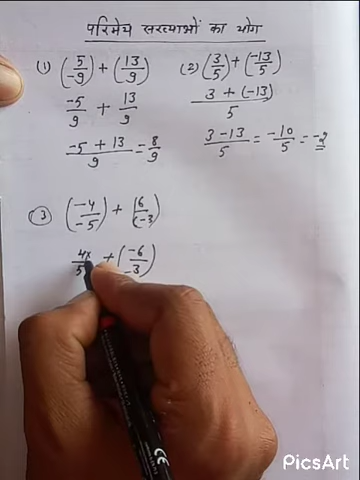 परिमेय संख्याओं का योग
(1) (5/-9) + (13/-9) (2) (3/5) + (-13/5)
-5/9 + 13/9 3 + (-13)/5
-5 + 13/9 = 8/9 3 - 13/5 = -10/5 = -2
(3) (-4/-5) + (6/-3)
4x/5 + (-6/-3)
CE
PicsArt